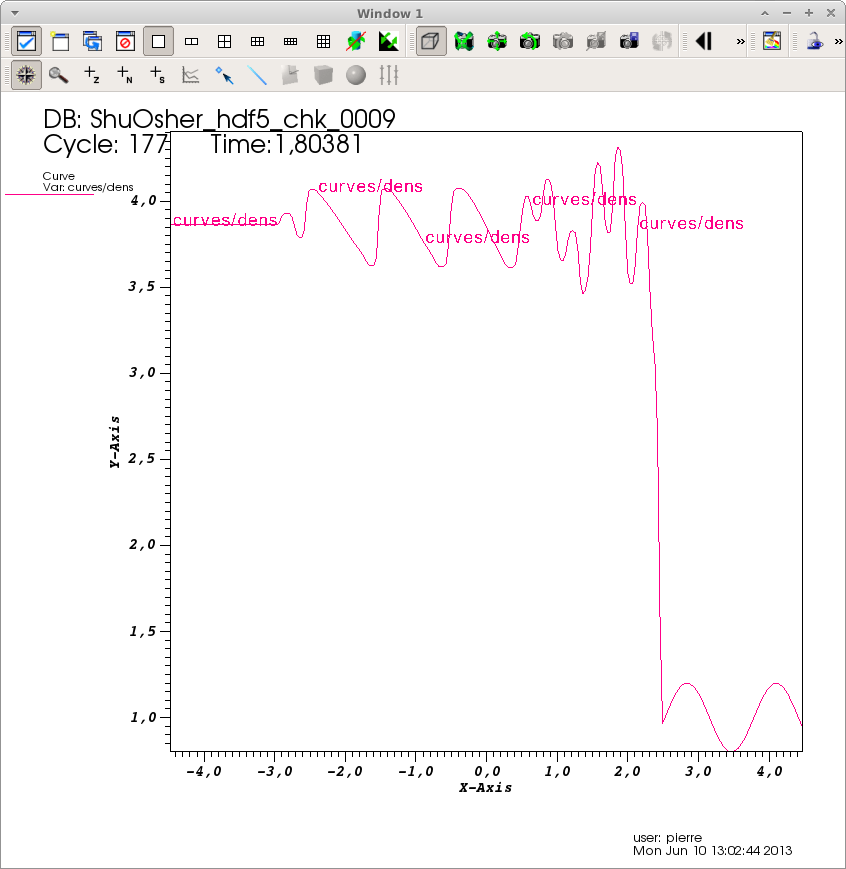 Window 1
DB: ShuOsher_hdf5_chk_0009
Cycle: 177 Time:1,80381
Curve
Var: curves/dens
curves/dens
curves/dens
curves/dens
curves/dens
curves/dens
4,0
3,5
3,0
2,5
2,0
1,5
1,0
Y-Axis
-4,0 -3,0 -2,0 -1,0 0,0 1,0 2,0 3,0 4,0
X-Axis
user: pierre
Mon Jun 10 13:02:44 2013